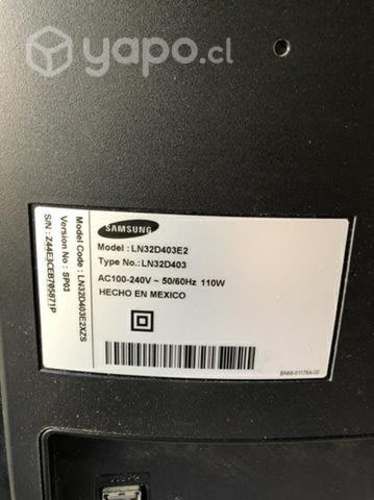 yapo.cl
SAMSUNG
Model : LN32D403E2
Type No.:LN32D403
AC100-240V ~ 50/60Hz 110W
HECHO EN MEXICO
Model Code : LN32D403E2XZS
Version No : SP03
S/N : Z44E3CEB705871P